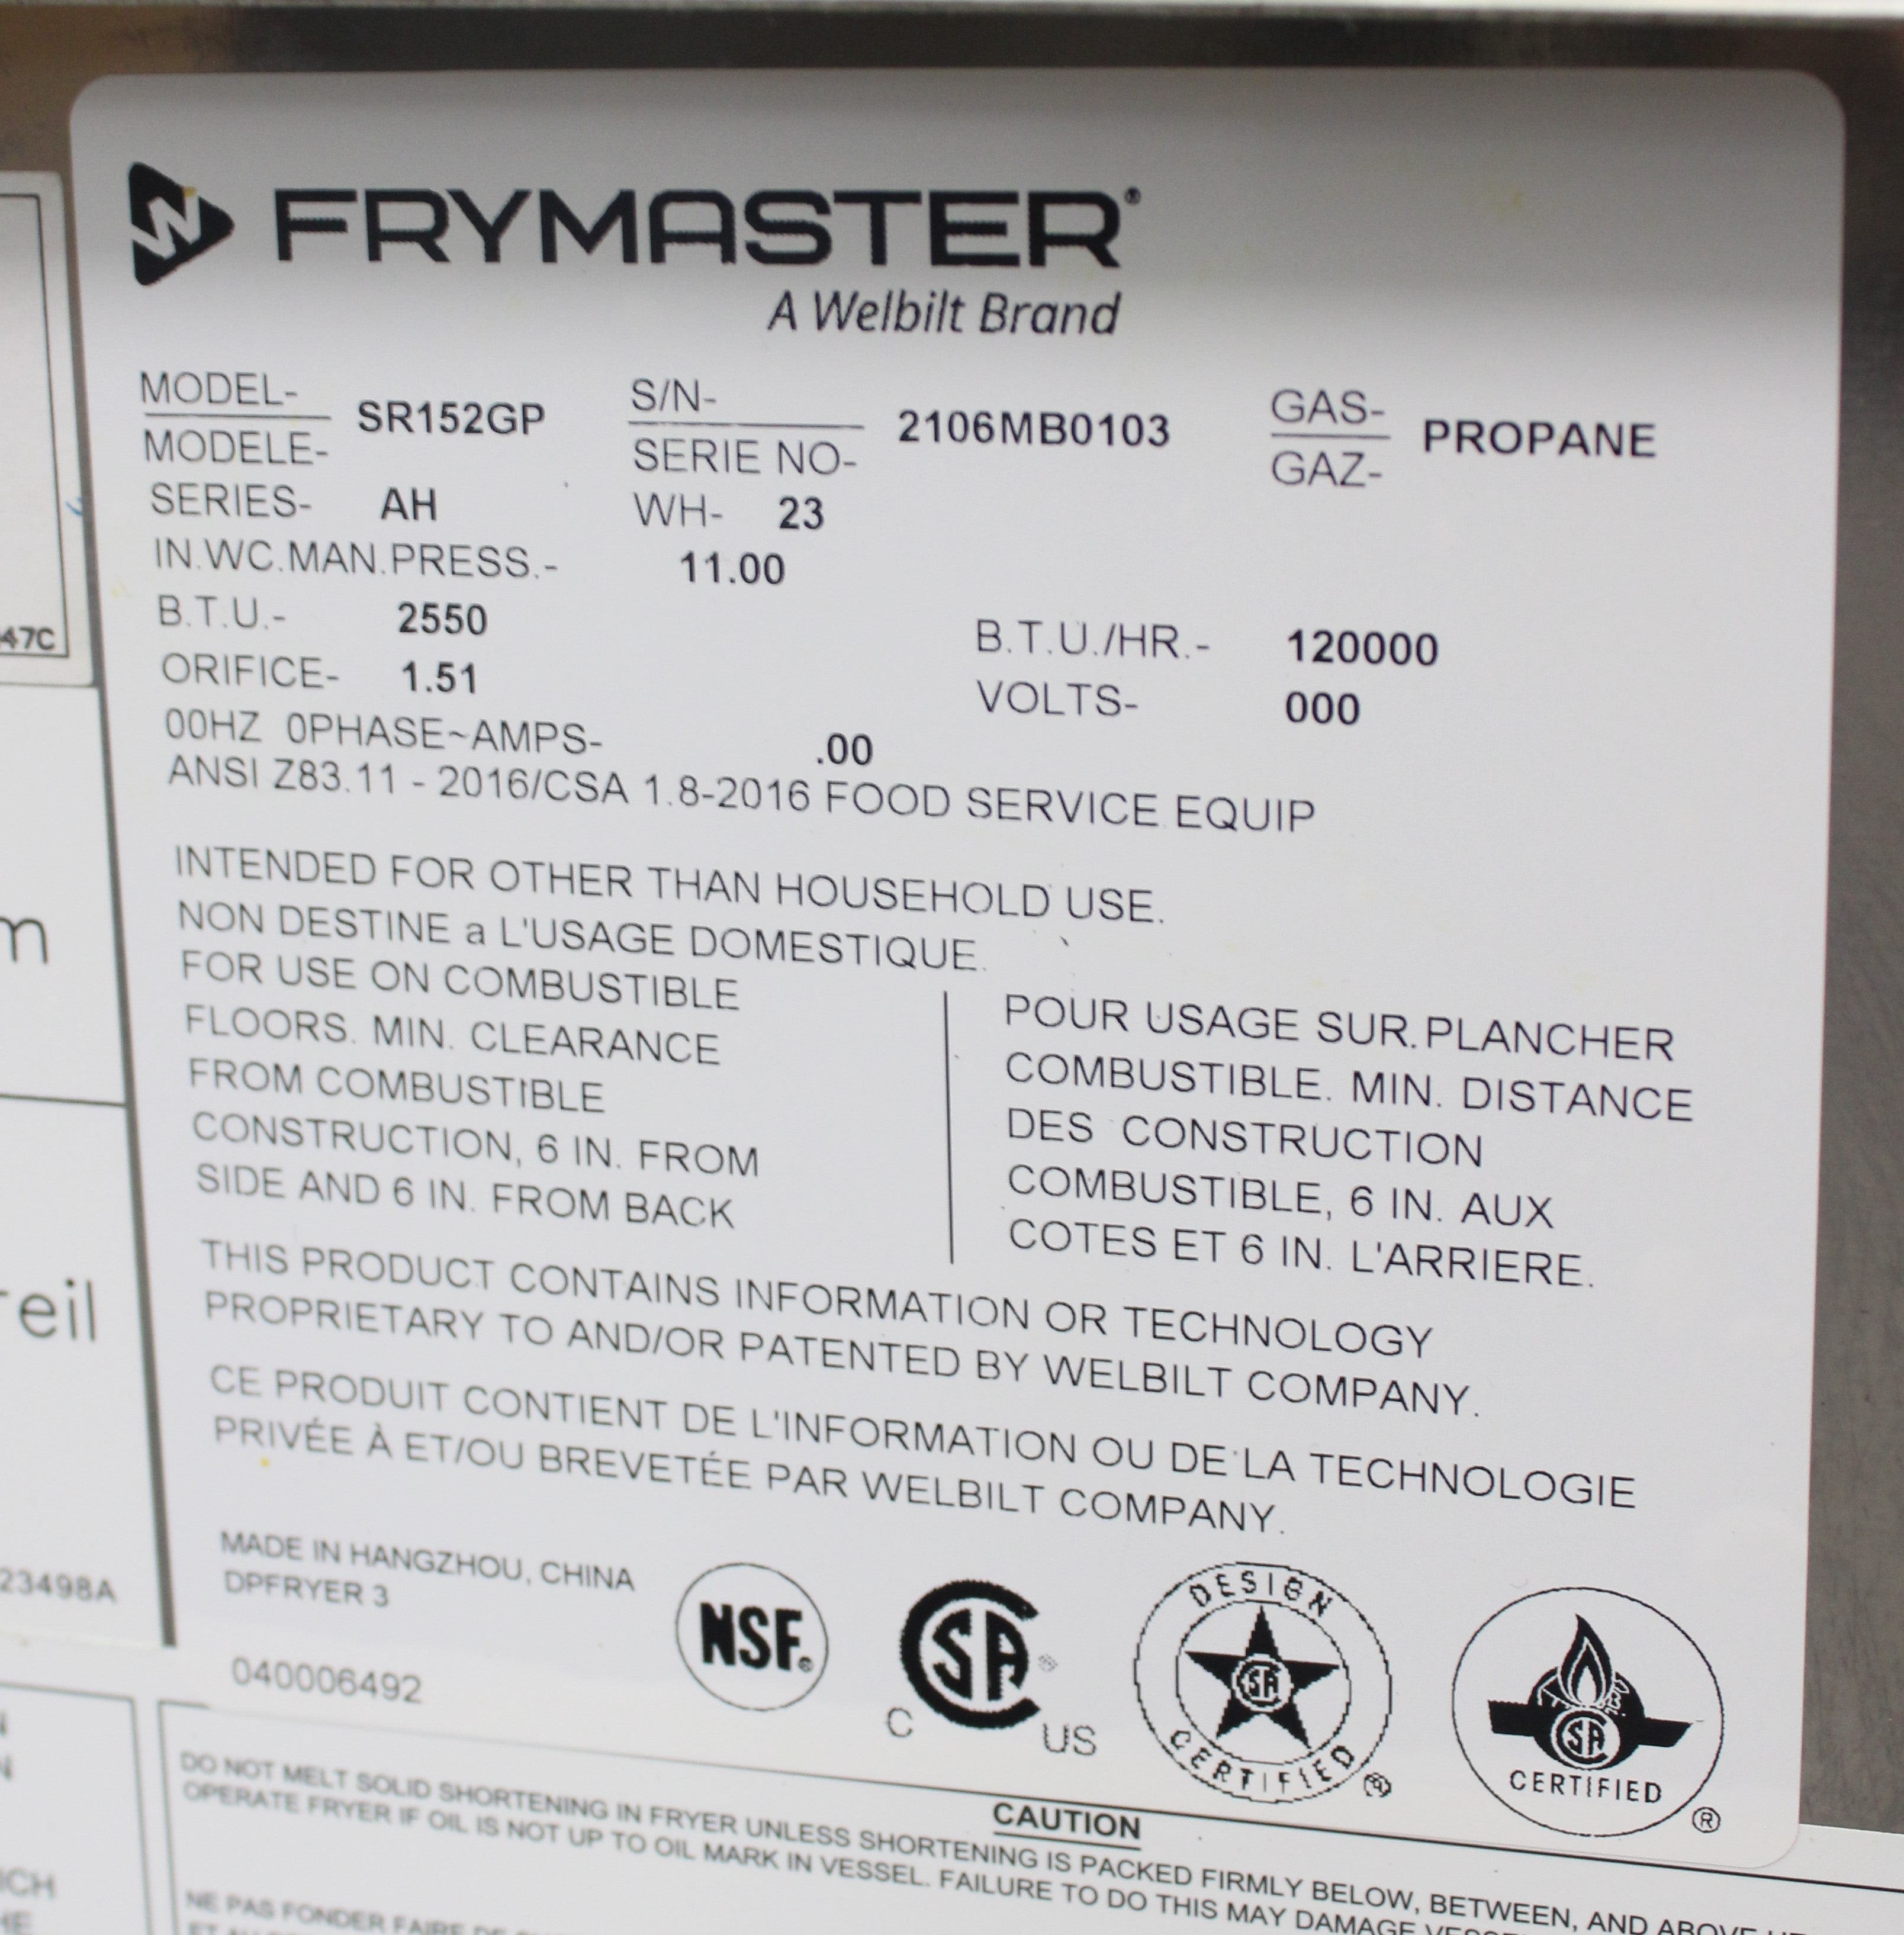 FRYMASTER®
A Welbilt Brand
MODEL- SR152GP S/N- 2106MB0103 GAS- PROPANE
MODELE- SERIE NO- GAZ-
SERIES- AH WH- 23
IN.WC.MAN.PRESS.- 11.00
B.T.U.- 2550 B.T.U./HR.- 120000
ORIFICE- 1.51 VOLTS- 000
00HZ 0PHASE~AMPS- .00
ANSI Z83.11 - 2016/CSA 1.8-2016 FOOD SERVICE EQUIP
INTENDED FOR OTHER THAN HOUSEHOLD USE.
NON DESTINE a L'USAGE DOMESTIQUE.
FOR USE ON COMBUSTIBLE
FLOORS. MIN. CLEARANCE
FROM COMBUSTIBLE
CONSTRUCTION, 6 IN. FROM
SIDE AND 6 IN. FROM BACK
POUR USAGE SUR.PLANCHER
COMBUSTIBLE. MIN. DISTANCE
DES CONSTRUCTION
COMBUSTIBLE, 6 IN. AUX
COTES ET 6 IN. L'ARRIERE.
THIS PRODUCT CONTAINS INFORMATION OR TECHNOLOGY
PROPRIETARY TO AND/OR PATENTED BY WELBILT COMPANY.
CE PRODUIT CONTIENT DE L'INFORMATION OU DE LA TECHNOLOGIE
PRIVÉE À ET/OU BREVETÉE PAR WELBILT COMPANY.
MADE IN HANGZHOU, CHINA
DPFRYER 3
040006492
NSF®
C SA ® US
DESIGN SA CERTIFIED ®
SA CERTIFIED ®
CAUTION
DO NOT MELT SOLID SHORTENING IN FRYER UNLESS SHORTENING IS PACKED FIRMLY BELOW, BETWEEN, AND ABOVE
OPERATE FRYER IF OIL IS NOT UP TO OIL MARK IN VESSEL. FAILURE TO DO THIS MAY DAMAGE
NE PAS FONDER FAIRE DE
47C
m
reil
23498A